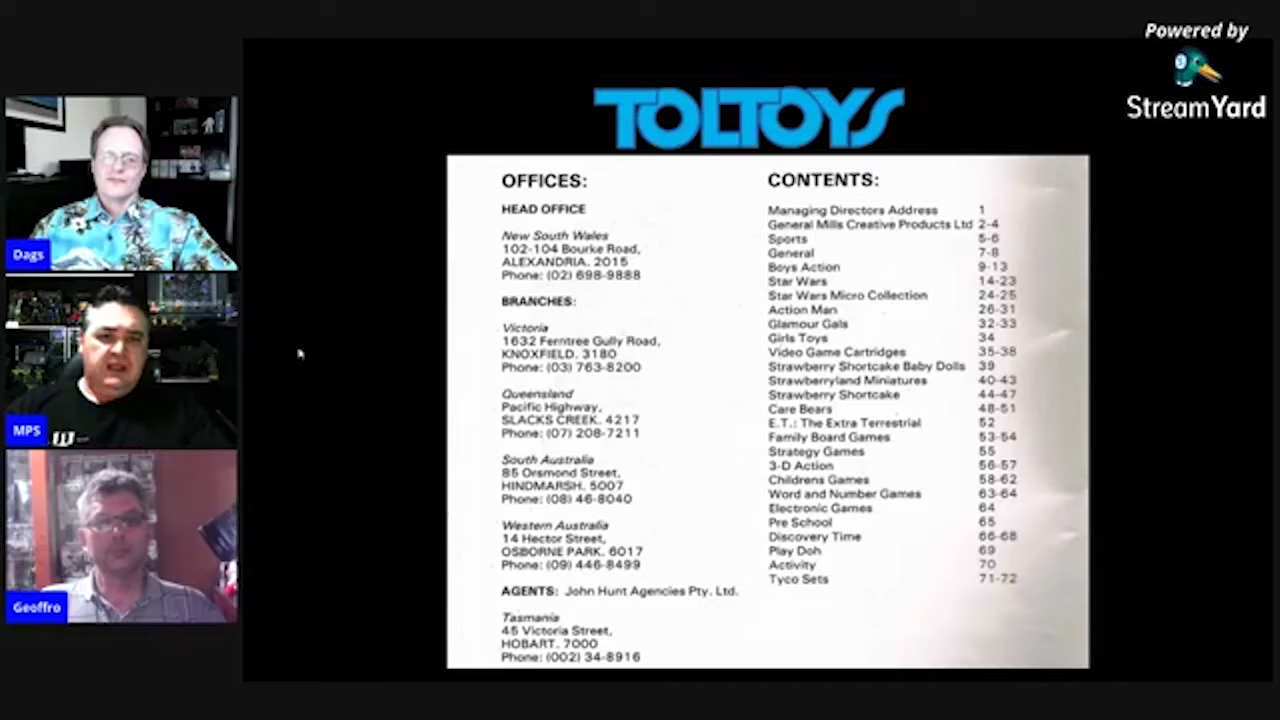 Powered by
StreamYard
TOLTOYS
OFFICES:
HEAD OFFICE
New South Wales
102-104 Bourke Road,
ALEXANDRIA. 2015
Phone: (02) 698-9888
BRANCHES:
Victoria
1632 Ferntree Gully Road,
KNOXFIELD. 3180
Phone: (03) 763-8200
Queensland
Pacific Highway,
SLACKS CREEK. 4217
Phone: (07) 208-7211
South Australia
85 Orsmond Street,
HINDMARSH. 5007
Phone: (08) 46-8040
Western Australia
14 Hector Street,
OSBORNE PARK. 6017
Phone: (09) 446-8499
AGENTS: John Hunt Agencies Pty. Ltd.
Tasmania
45 Victoria Street,
HOBART. 7000
Phone: (002) 34-8916
CONTENTS:
Managing Directors Address 1
General Mills Creative Products Ltd 2-4
Sports 5-6
General 7-8
Boys Action 9-13
Star Wars 14-23
Star Wars Micro Collection 24-25
Action Man 26-31
Glamour Gals 32-33
Girls Toys 34
Video Game Cartridges 35-38
Strawberry Shortcake Baby Dolls 39
Strawberryland Miniatures 40-43
Strawberry Shortcake 44-47
Care Bears 48-51
E.T.: The Extra Terrestrial 52
Family Board Games 53-54
Strategy Games 55
3-D Action 56-57
Childrens Games 58-62
Word and Number Games 63-64
Electronic Games 64
Pre School 65
Discovery Time 66-68
Play Doh 69
Activity 70
Tyco Sets 71-72
Dags
MPS
Geoffro